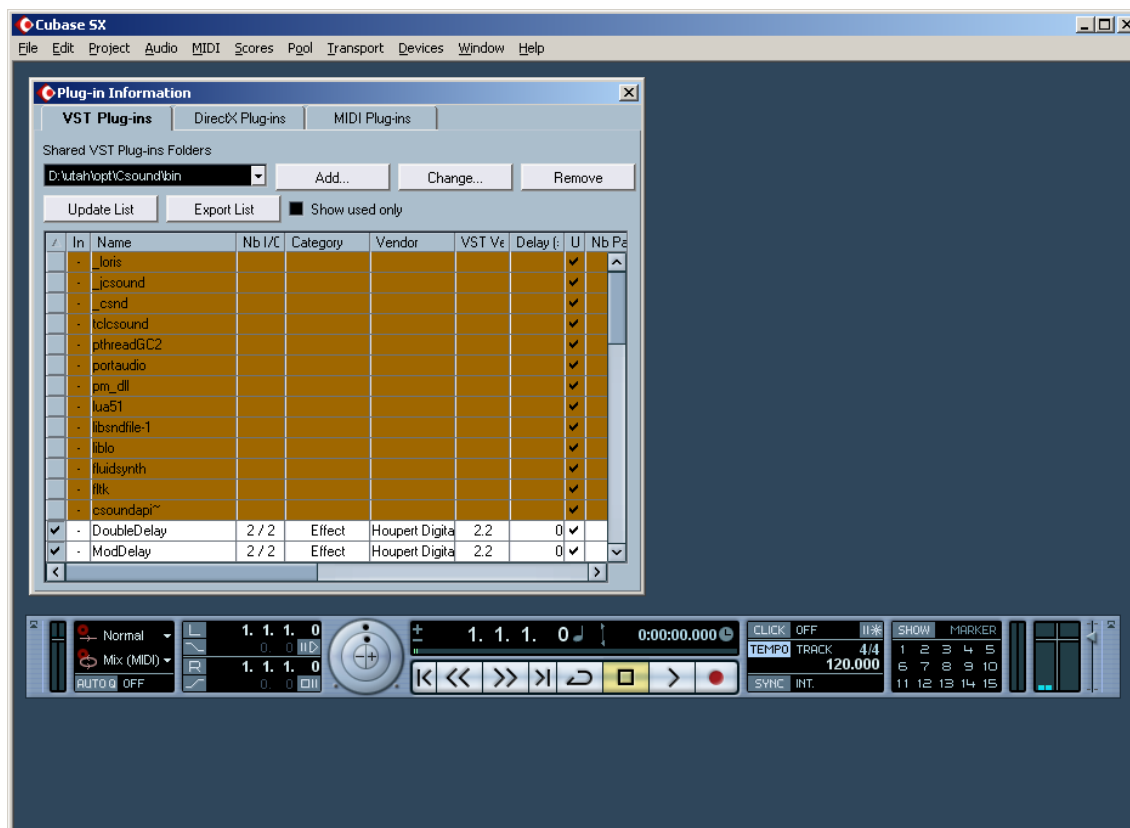 Cubase SX
File Edit Project Audio MIDI Scores Pool Transport Devices Window Help
Plug-in Information
VST Plug-ins DirectX Plug-ins MIDI Plug-ins
Shared VST Plug-ins Folders
D:\utah\opt\Csound\bin Add... Change... Remove
Update List Export List Show used only
/ In Name Nb I/C Category Vendor VST Ve Delay (: U Nb Pa
- _loris
- _jcsound
- _csnd
- tclcsound
- pthreadGC2
- portaudio
- pm_dll
- lua51
- libsndfile-1
- liblo
- fluidsynth
- fltk
- csoundapi~
- DoubleDelay 2 / 2 Effect Houpert Digita 2.2 0
- ModDelay 2 / 2 Effect Houpert Digita 2.2 0
Normal L 1. 1. 1. 0 1. 1. 1. 0 0:00:00.000 CLICK OFF SHOW MARKER
0. 0 TEMPO TRACK 4/4 1 2 3 4 5
Mix (MIDI) R 1. 1. 1. 0 120.000 6 7 8 9 10
AUTO Q OFF 0. 0 SYNC INT. 11 12 13 14 15